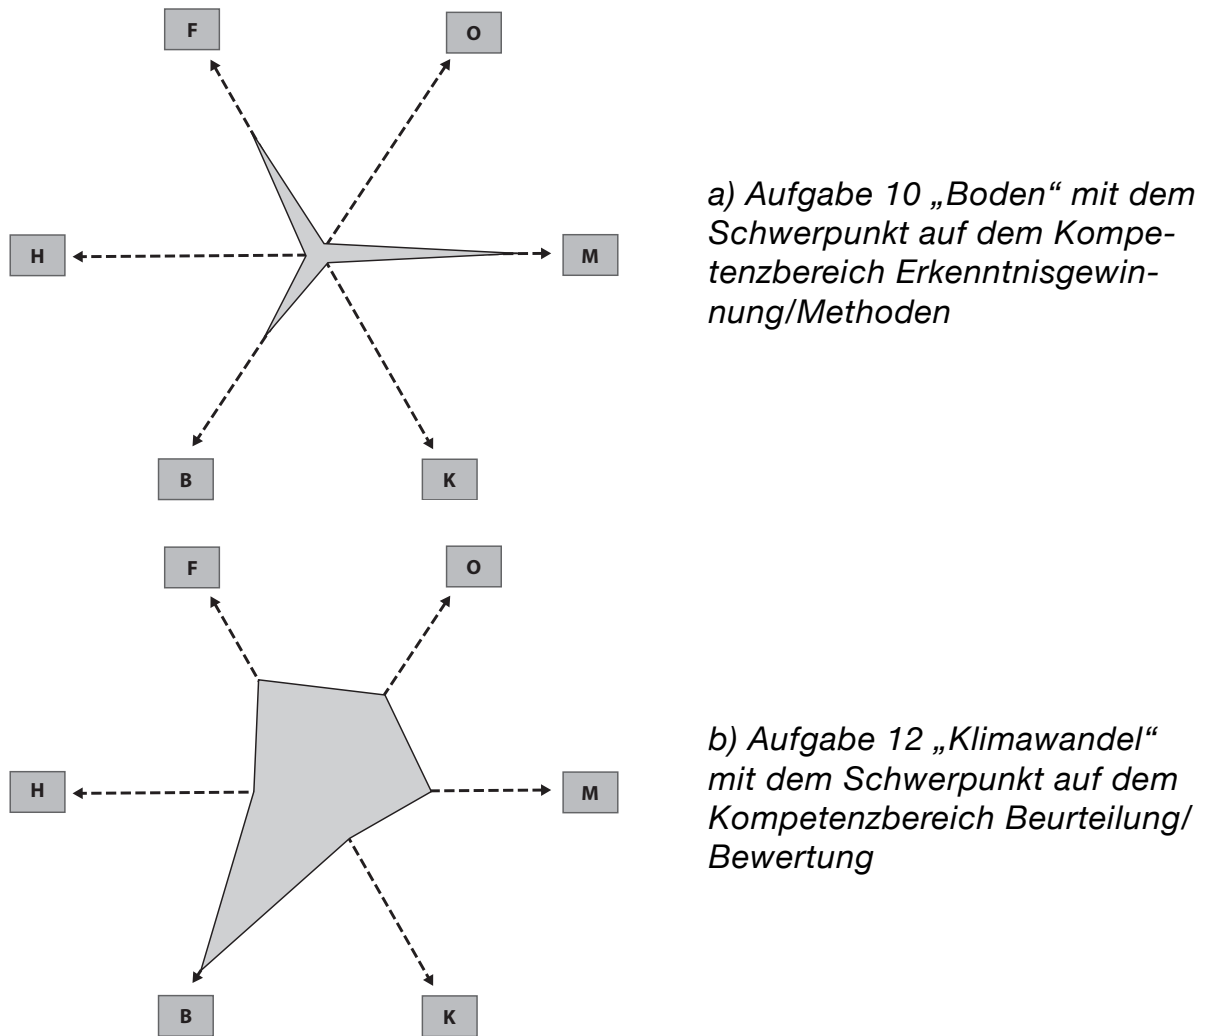 F
O
H
M
B
K
a) Aufgabe 10 „Boden“ mit dem
Schwerpunkt auf dem Kompe-
tenzbereich Erkenntnisgewin-
nung/Methoden
F
O
H
M
B
K
b) Aufgabe 12 „Klimawandel“
mit dem Schwerpunkt auf dem
Kompetenzbereich Beurteilung/
Bewertung